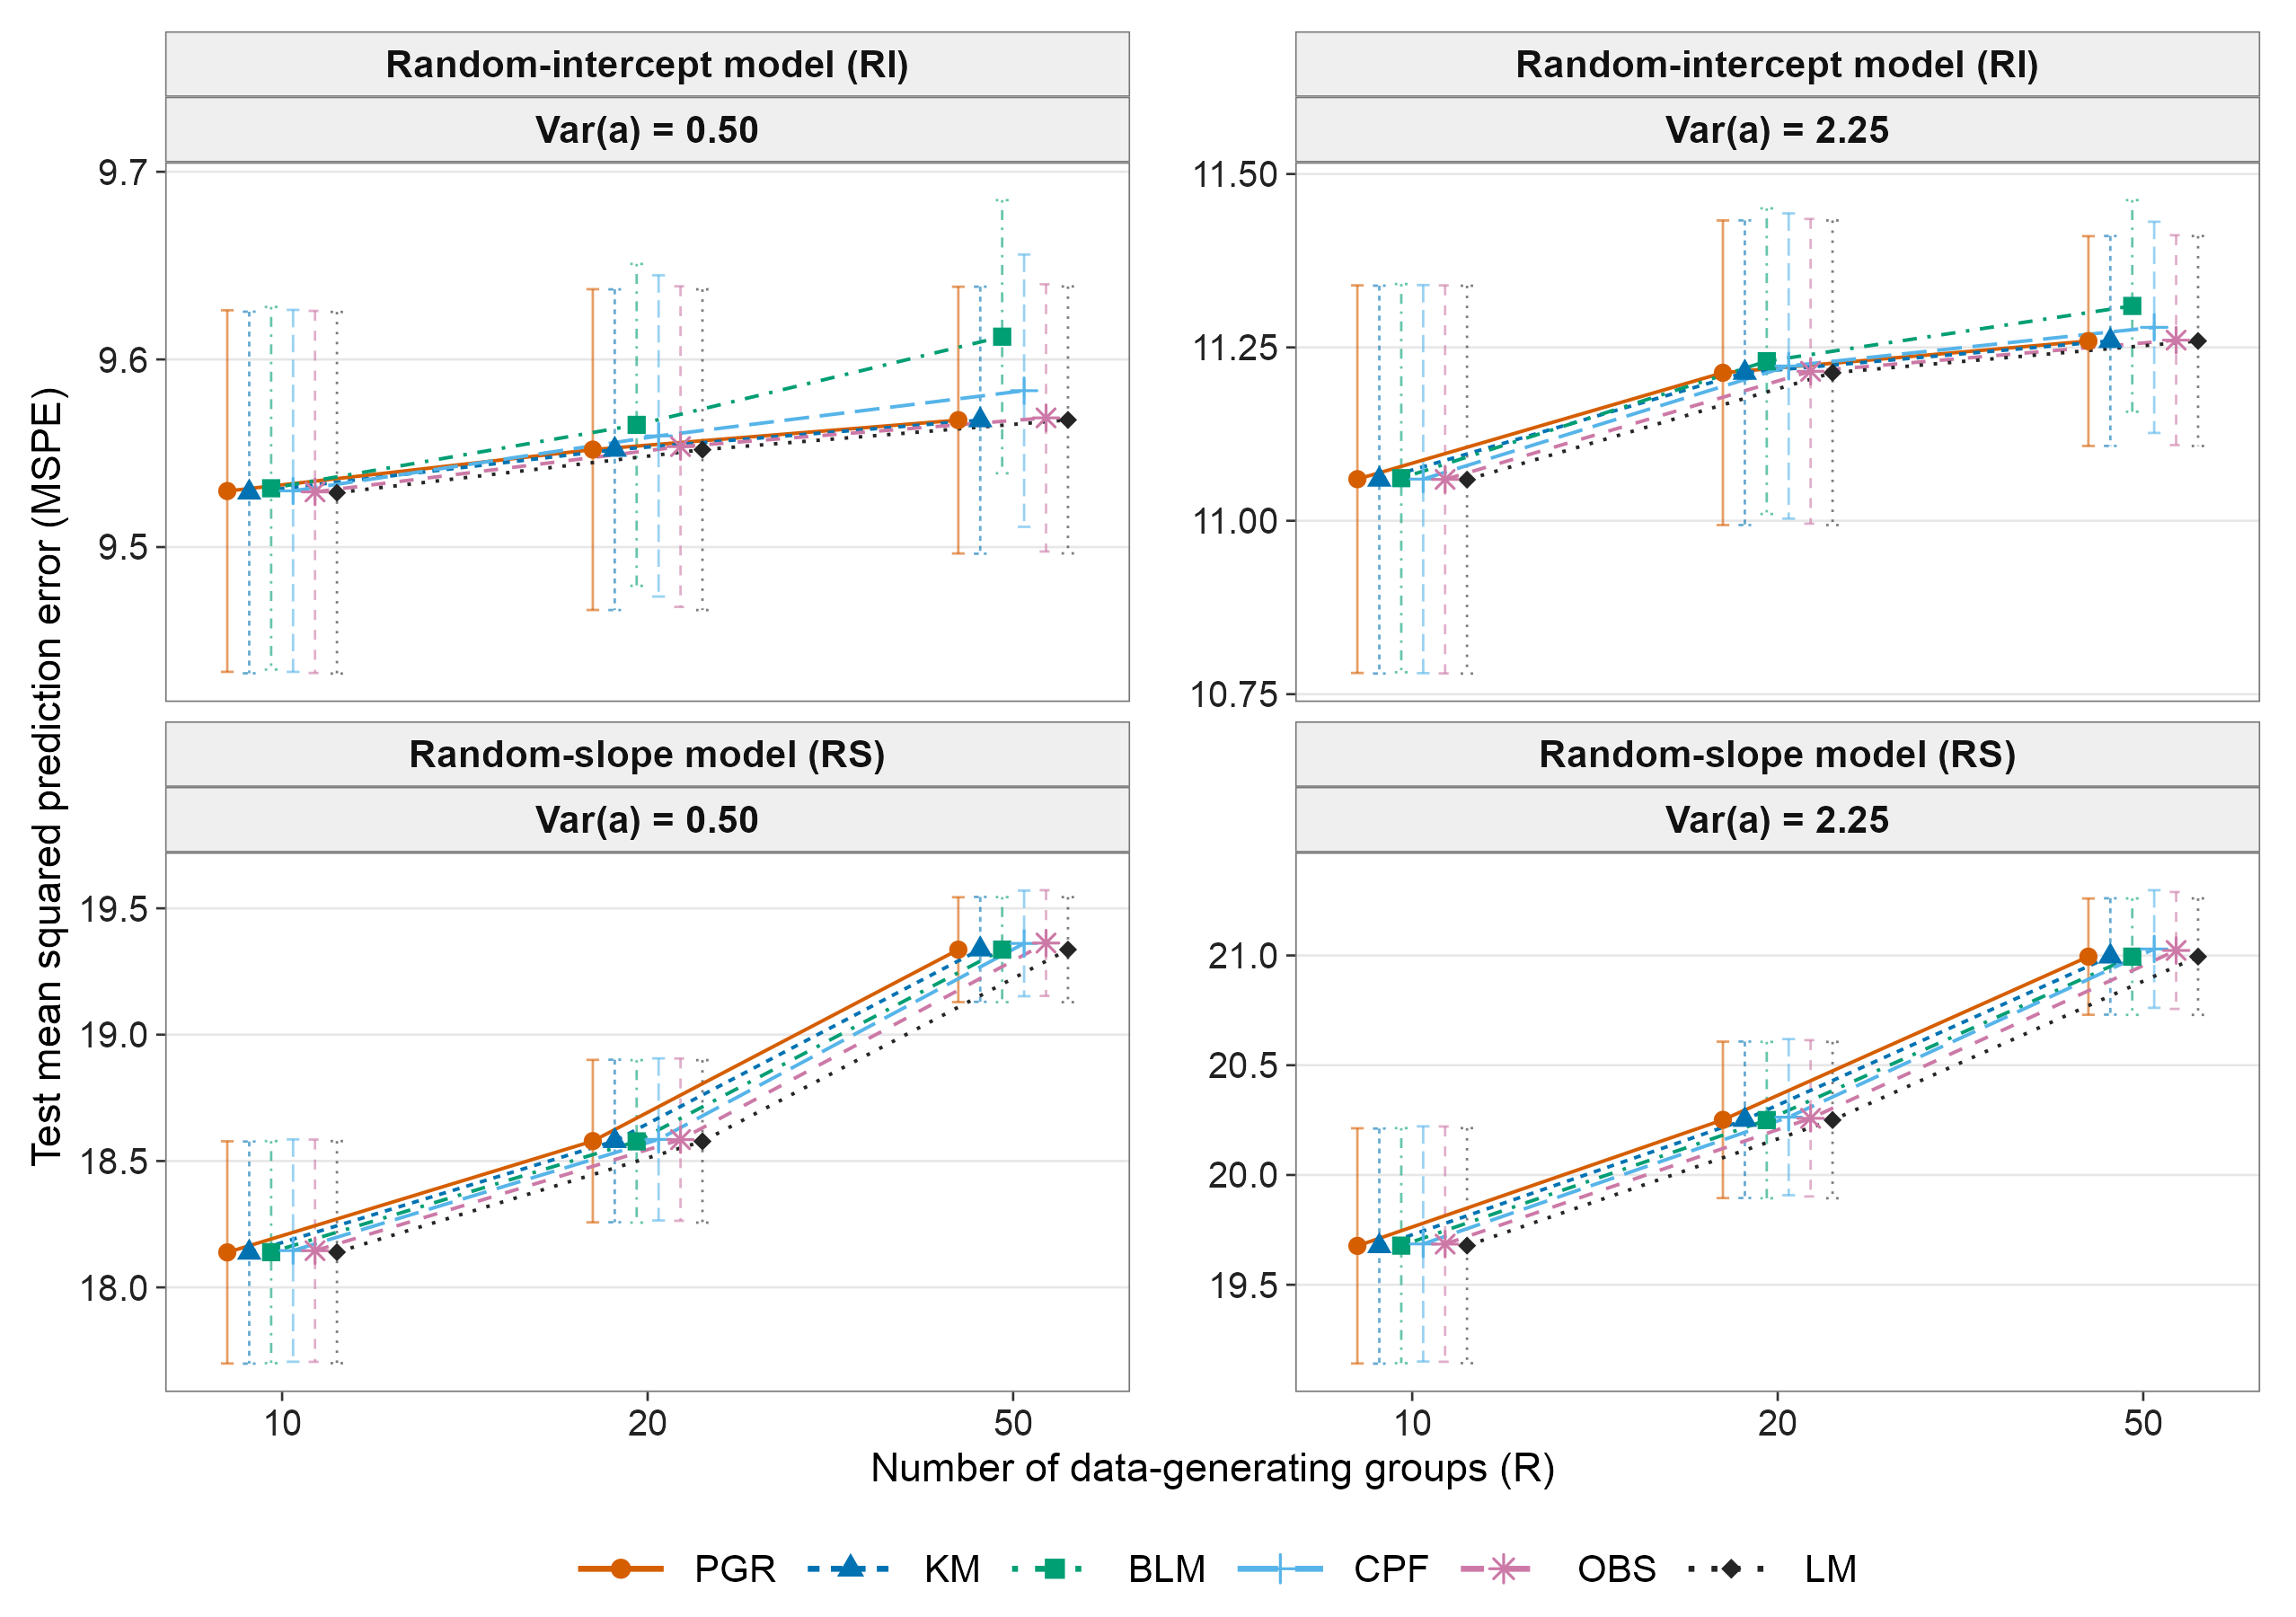 Random-intercept model (RI)
Var(a) = 0.50
Random-intercept model (RI)
Var(a) = 2.25
9.7
9.6
9.5
11.50
11.25
11.00
10.75
Test mean squared prediction error (MSPE)
Random-slope model (RS)
Var(a) = 0.50
Random-slope model (RS)
Var(a) = 2.25
19.5
19.0
18.5
18.0
21.0
20.5
20.0
19.5
10 20 50
10 20 50
Number of data-generating groups (R)
PGR KM BLM CPF OBS LM